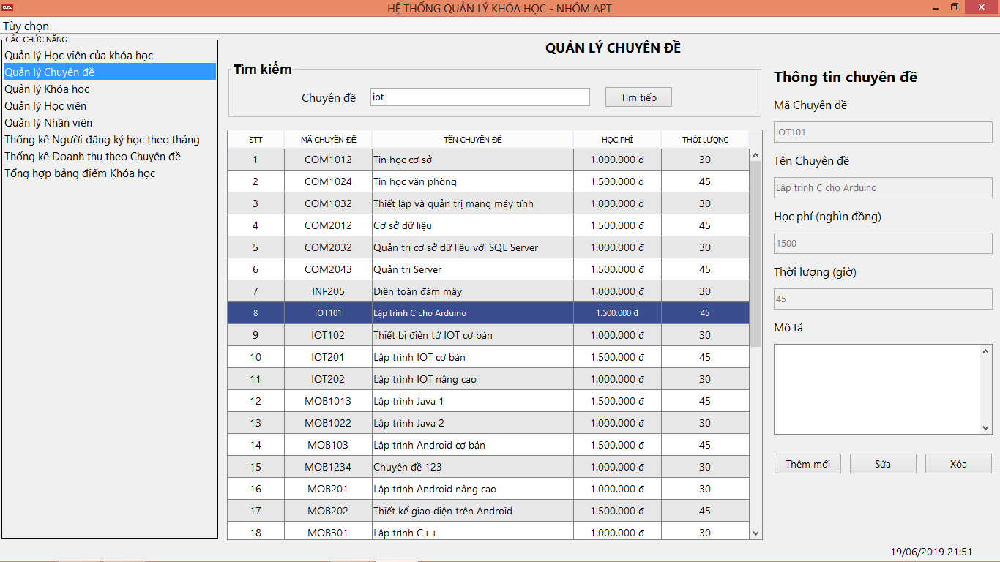 HỆ THỐNG QUẢN LÝ KHÓA HỌC - NHÓM APT
Tùy chọn
CÁC CHỨC NĂNG
Quản lý Học viên của khóa học
Quản lý Chuyên đề
Quản lý Khóa học
Quản lý Học viên
Quản lý Nhân viên
Thống kê Người đăng ký học theo tháng
Thống kê Doanh thu theo Chuyên đề
Tổng hợp bảng điểm Khóa học
QUẢN LÝ CHUYÊN ĐỀ
Tìm kiếm
Chuyên đề iot Tìm tiếp
STT MÃ CHUYÊN ĐỀ TÊN CHUYÊN ĐỀ HỌC PHÍ THỜI LƯỢNG
1 COM1012 Tin học cơ sở 1.000.000 đ 30
2 COM1024 Tin học văn phòng 1.500.000 đ 45
3 COM1032 Thiết lập và quản trị mạng máy tính 1.000.000 đ 30
4 COM2012 Cơ sở dữ liệu 1.500.000 đ 45
5 COM2032 Quản trị cơ sở dữ liệu với SQL Server 1.000.000 đ 30
6 COM2043 Quản trị Server 1.500.000 đ 45
7 INF205 Điện toán đám mây 1.000.000 đ 30
8 IOT101 Lập trình C cho Arduino 1.500.000 đ 45
9 IOT102 Thiết bị điện tử IOT cơ bản 1.000.000 đ 30
10 IOT201 Lập trình IOT cơ bản 1.500.000 đ 45
11 IOT202 Lập trình IOT nâng cao 1.000.000 đ 30
12 MOB1013 Lập trình Java 1 1.500.000 đ 45
13 MOB1022 Lập trình Java 2 1.000.000 đ 30
14 MOB103 Lập trình Android cơ bản 1.500.000 đ 45
15 MOB1234 Chuyên đề 123 1.000.000 đ 30
16 MOB201 Lập trình Android nâng cao 1.000.000 đ 30
17 MOB202 Thiết kế giao diện trên Android 1.500.000 đ 45
18 MOB301 Lập trình C++ 1.000.000 đ 30
Thông tin chuyên đề
Mã Chuyên đề
IOT101
Tên Chuyên đề
Lập trình C cho Arduino
Học phí (nghìn đồng)
1500
Thời lượng (giờ)
45
Mô tả
Thêm mới Sửa Xóa
19/06/2019 21:51